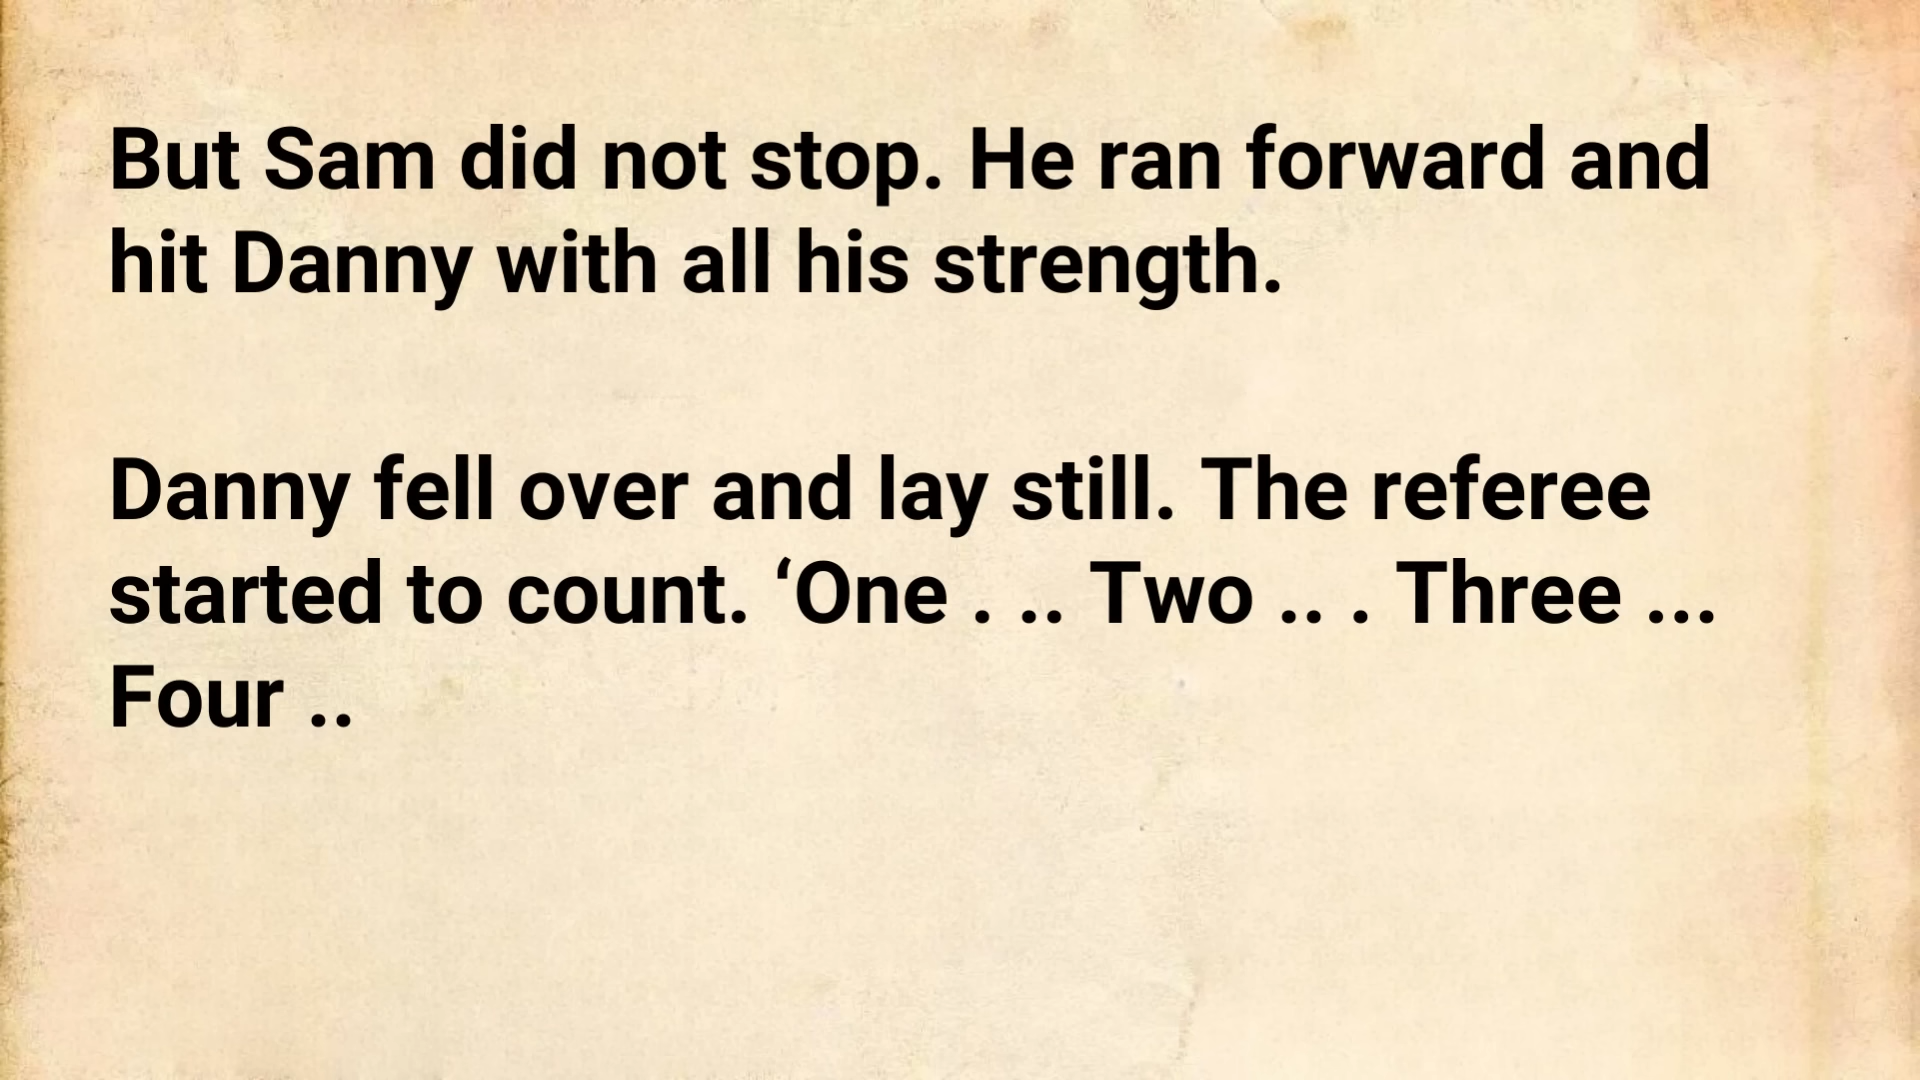 But Sam did not stop. He ran forward and
hit Danny with all his strength.
Danny fell over and lay still. The referee
started to count. ‘One . .. Two .. . Three ...
Four ..